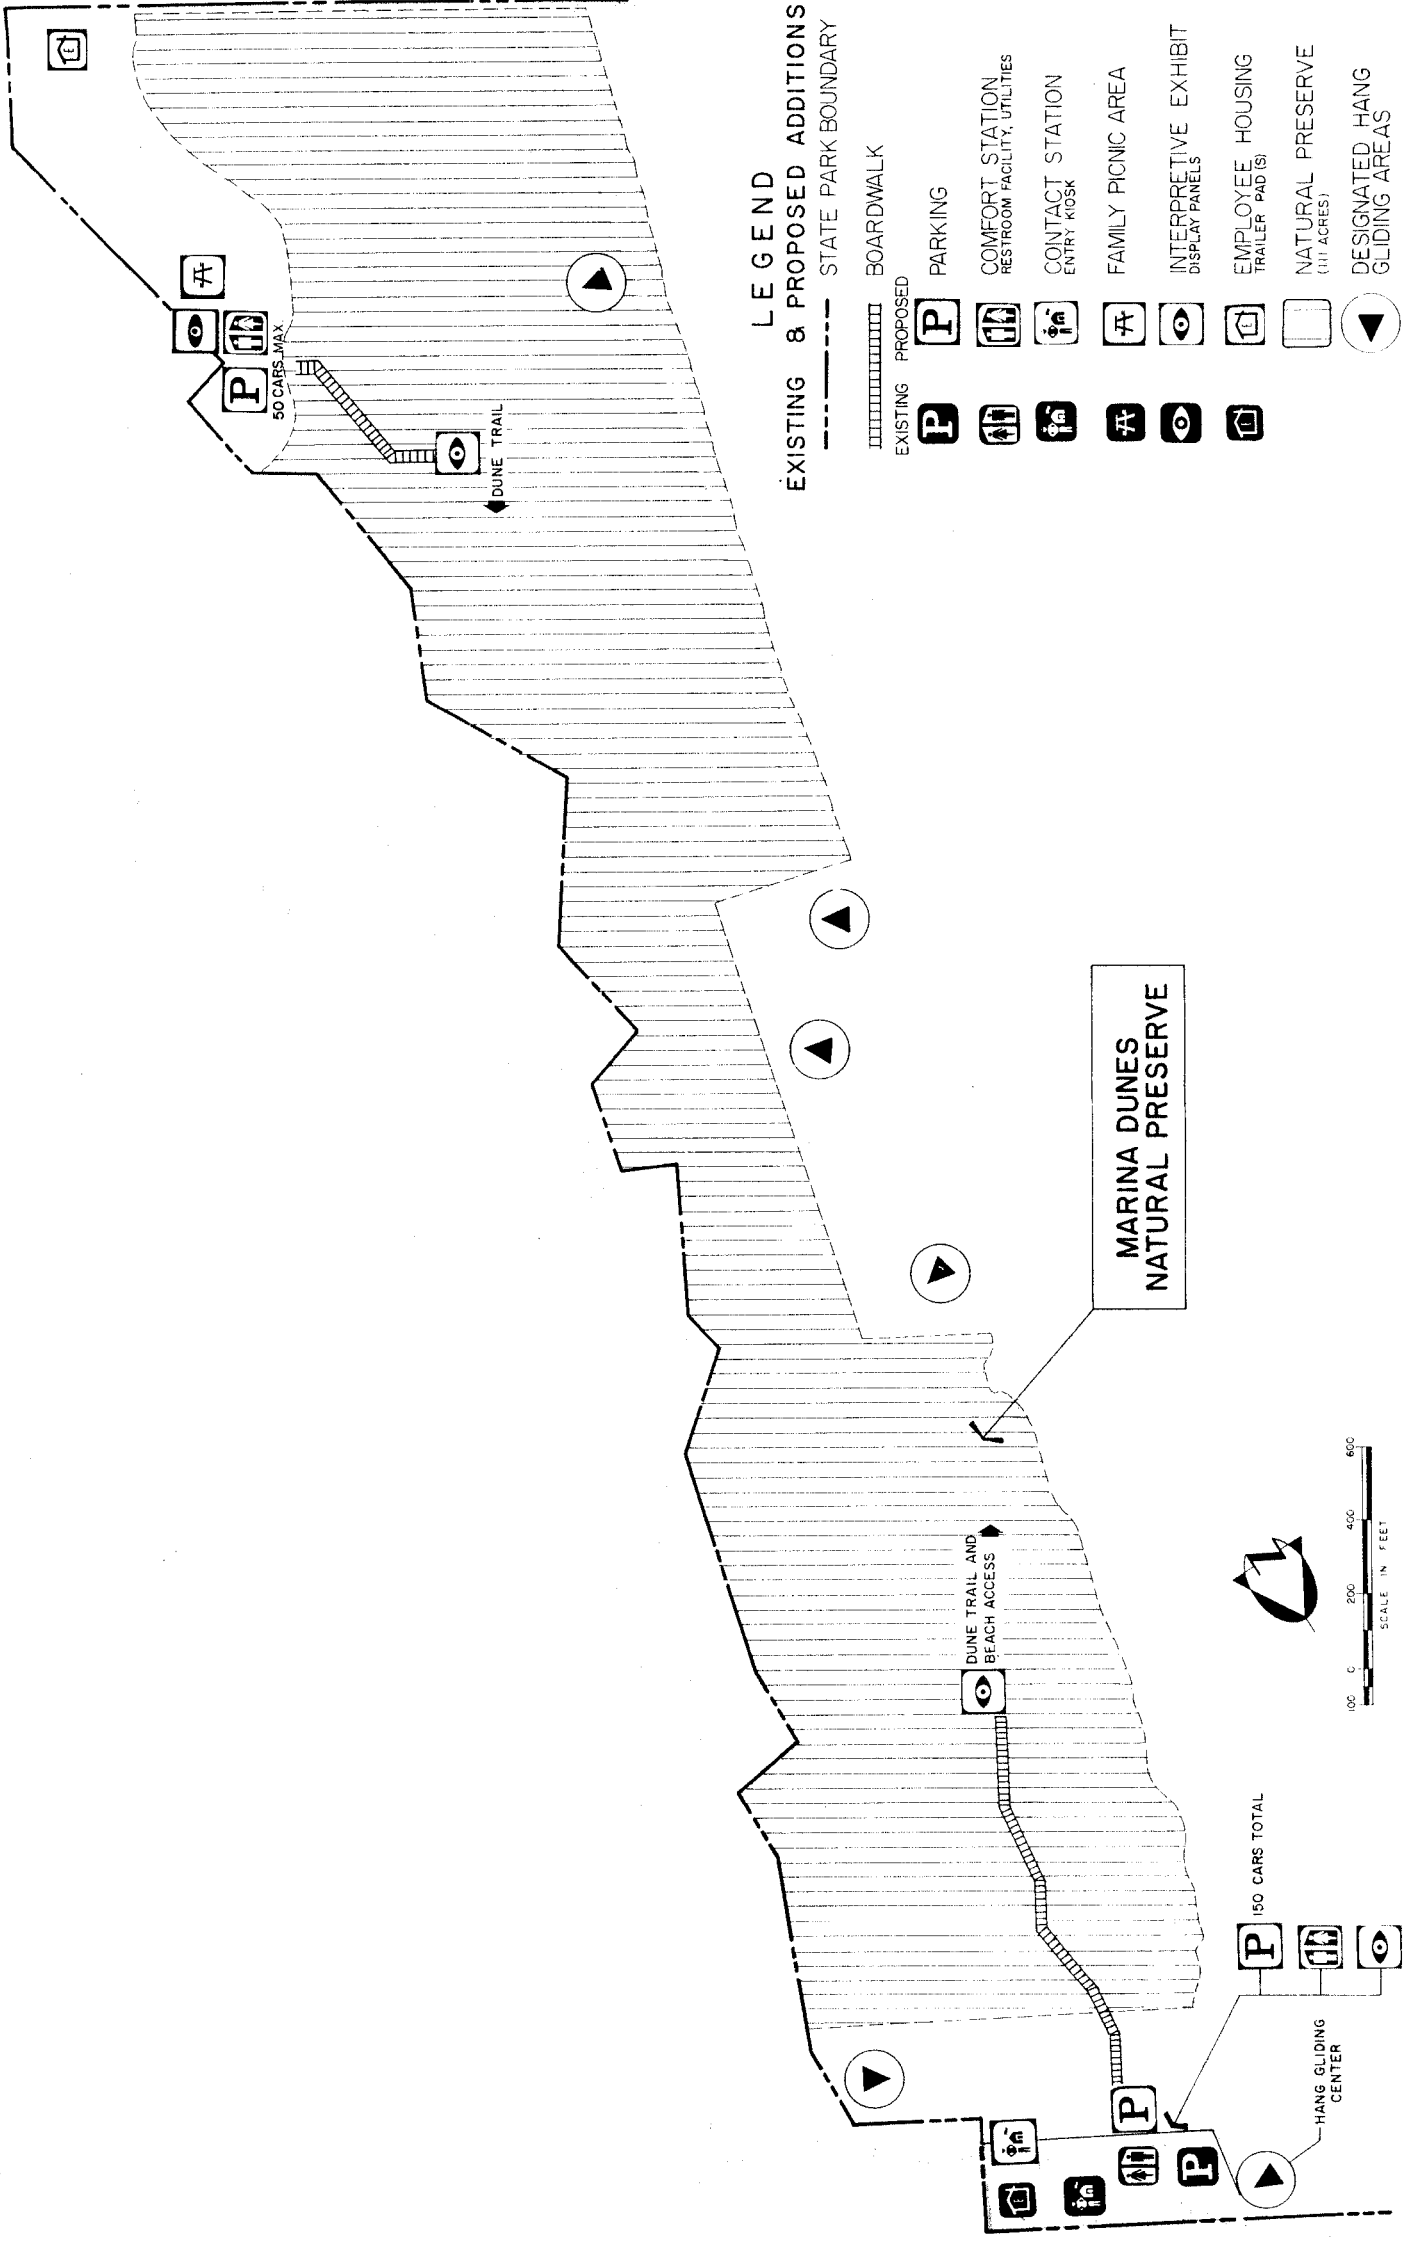 LEGEND
EXISTING & PROPOSED ADDITIONS
STATE PARK BOUNDARY
BOARDWALK
EXISTING PROPOSED
P P PARKING
COMFORT STATION
RESTROOM FACILITY, UTILITIES
CONTACT STATION
ENTRY KIOSK
FAMILY PICNIC AREA
INTERPRETIVE EXHIBIT
DISPLAY PANELS
E E EMPLOYEE HOUSING
TRAILER PAD(S)
NATURAL PRESERVE
DESIGNATED HANG
GLIDING AREAS
E
P
50 CARS MAX.
DUNE TRAIL
MARINA DUNES
NATURAL PRESERVE
DUNE TRAIL AND
BEACH ACCESS
100 0 200 400 600
SCALE IN FEET
P 150 CARS TOTAL
P
E
P
HANG GLIDING
CENTER